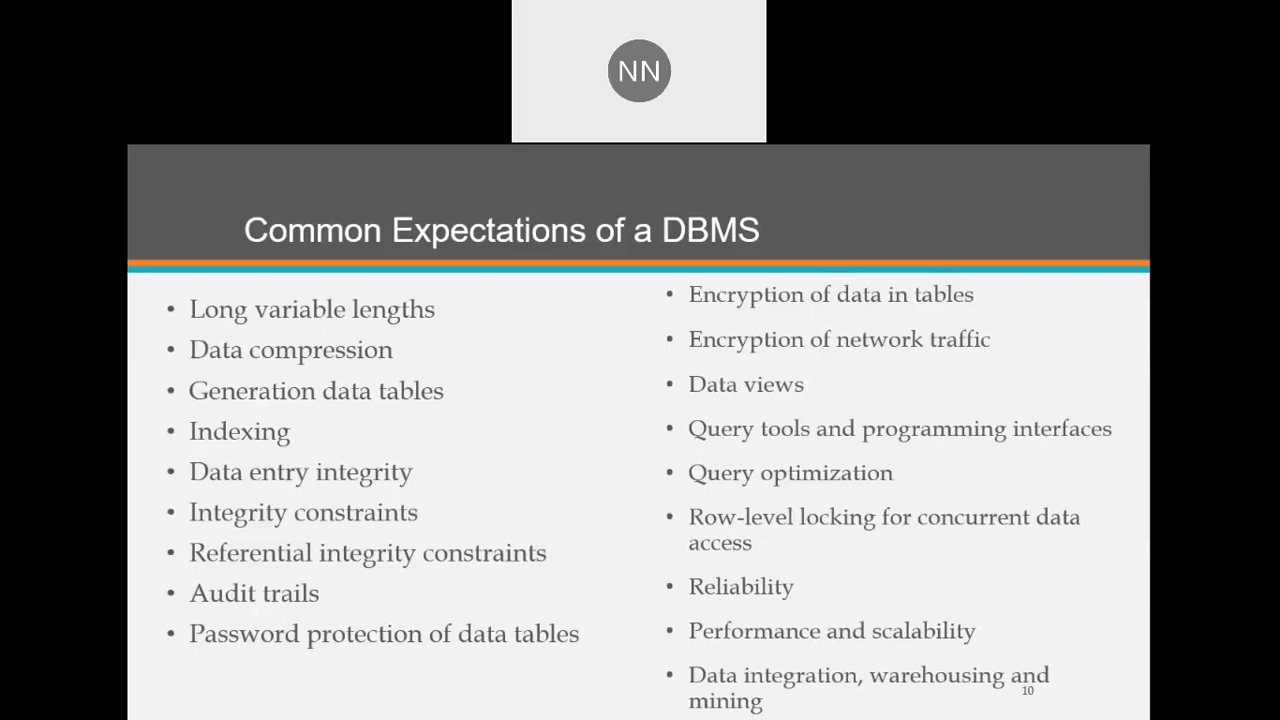 NN
Common Expectations of a DBMS
• Long variable lengths
• Data compression
• Generation data tables
• Indexing
• Data entry integrity
• Integrity constraints
• Referential integrity constraints
• Audit trails
• Password protection of data tables
• Encryption of data in tables
• Encryption of network traffic
• Data views
• Query tools and programming interfaces
• Query optimization
• Row-level locking for concurrent data
access
• Reliability
• Performance and scalability
• Data integration, warehousing and
mining
10